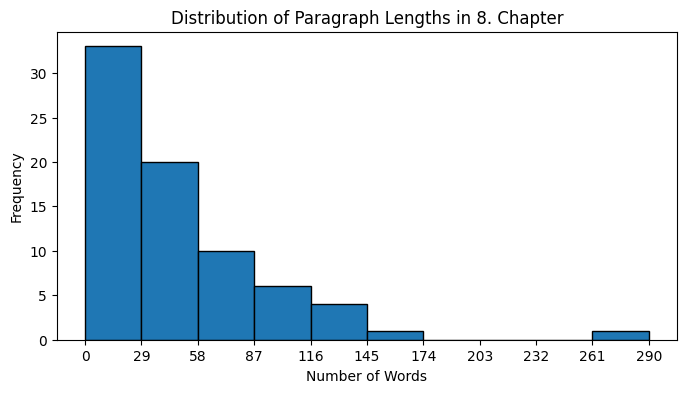 Distribution of Paragraph Lengths in 8. Chapter
Frequency
30
25
20
15
10
5
0
0 29 58 87 116 145 174 203 232 261 290
Number of Words